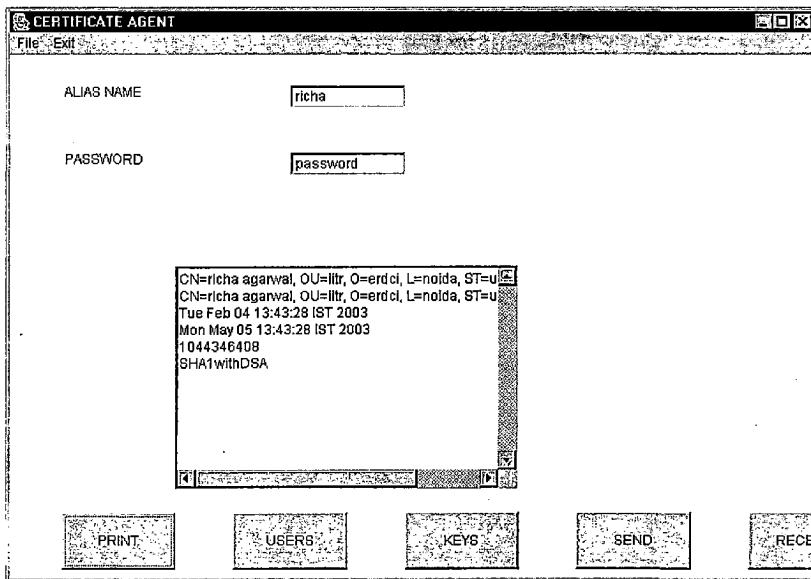 CERTIFICATE AGENT
File Exit
ALIAS NAME
richa
PASSWORD
password
CN=richa agarwal, OU=iitr, O=erdci, L=noida, ST=u
CN=richa agarwal, OU=iitr, O=erdci, L=noida, ST=u
Tue Feb 04 13:43:28 IST 2003
Mon May 05 13:43:28 IST 2003
1044346408
SHA1withDSA
PRINT
USERS
KEYS
SEND
RECE